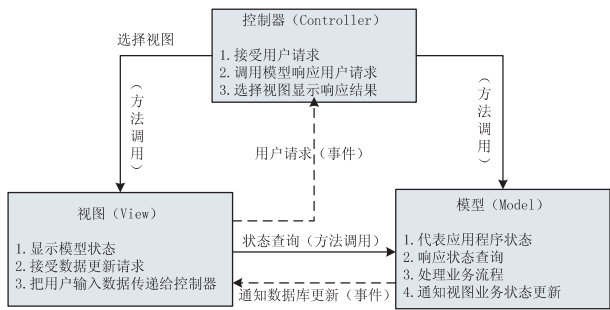 控制器（Controller）
1.接受用户请求
2.调用模型响应用户请求
3.选择视图显示响应结果
选择视图
（方法调用）
（方法调用）
用户请求（事件）
视图（View）
1.显示模型状态
2.接受数据更新请求
3.把用户输入数据传递给控制器
状态查询（方法调用）
通知数据库更新（事件）
模型（Model）
1.代表应用程序状态
2.响应状态查询
3.处理业务流程
4.通知视图业务状态更新